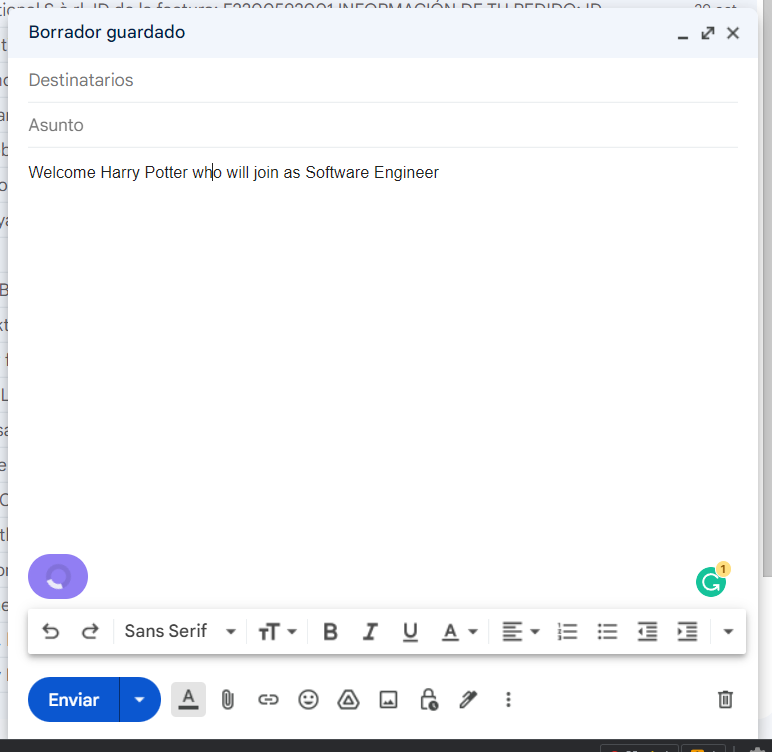 Borrador guardado
Destinatarios
Asunto
Welcome Harry Potter who will join as Software Engineer
1
Sans Serif
B I U A
Enviar A